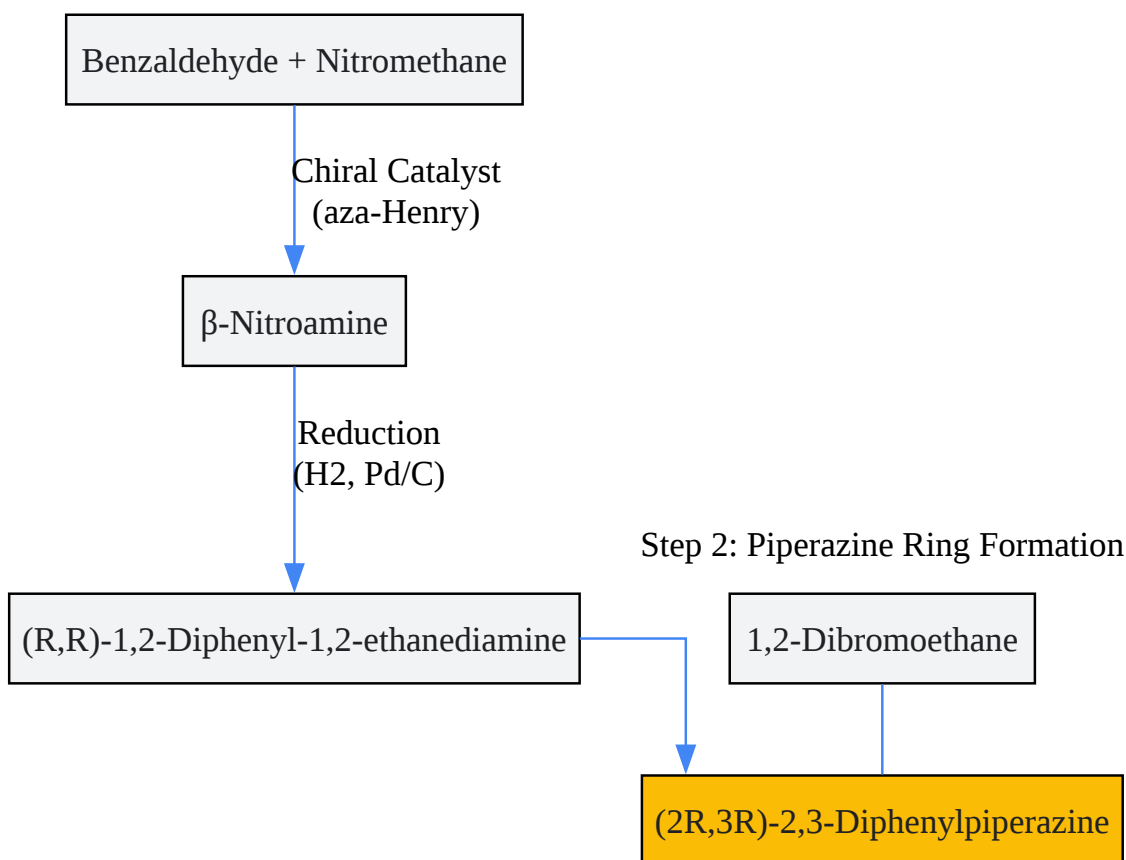 Benzaldehyde + Nitromethane
Chiral Catalyst
(aza-Henry)
β-Nitroamine
Reduction
(H2, Pd/C)
Step 2: Piperazine Ring Formation
(R,R)-1,2-Diphenyl-1,2-ethanediamine
1,2-Dibromoethane
(2R,3R)-2,3-Diphenylpiperazine